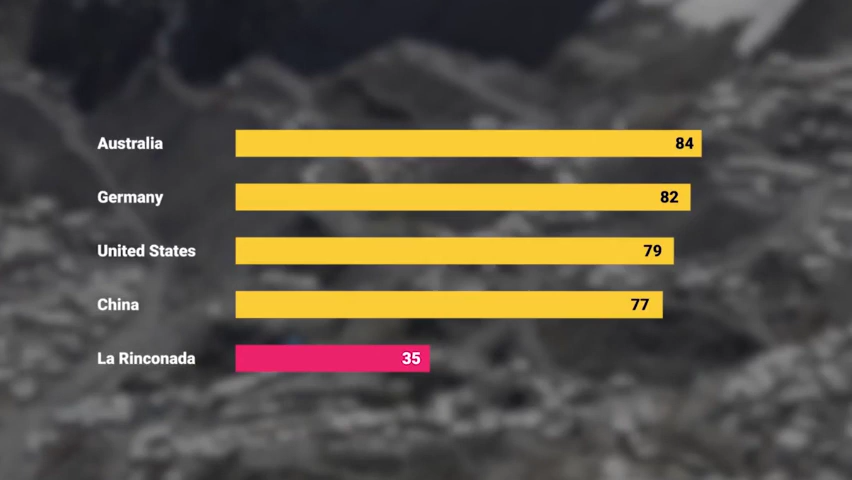 Australia 84
Germany 82
United States 79
China 77
La Rinconada 35